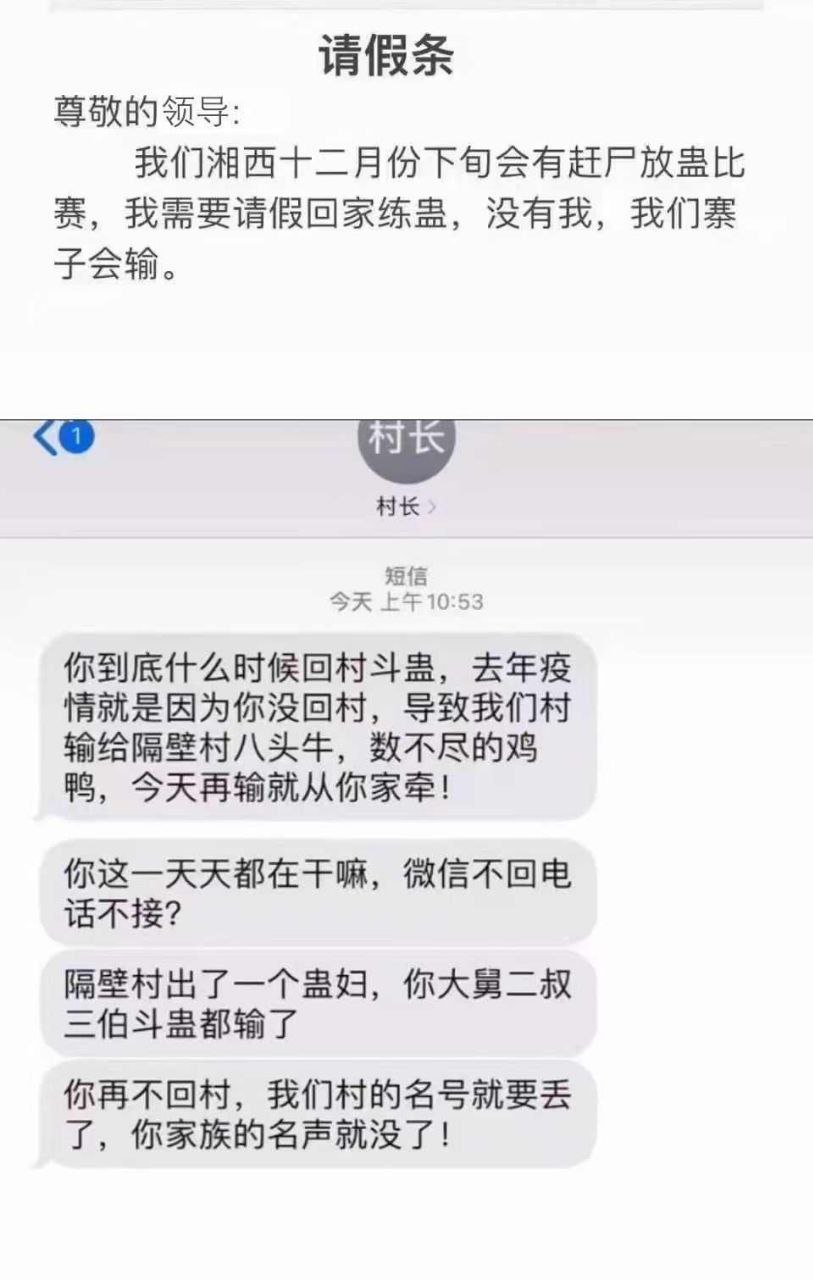 请假条
尊敬的领导:
我们湘西十二月份下旬会有赶尸放蛊比
赛，我需要请假回家练蛊，没有我，我们寨
子会输。
1
村长
村长
短信
今天 上午10:53
你到底什么时候回村斗蛊，去年疫
情就是因为你没回村，导致我们村
输给隔壁村八头牛，数不尽的鸡
鸭，今天再输就从你家牵！
你这一天天都在干嘛，微信不回电
话不接？
隔壁村出了一个蛊妇，你大舅二叔
三伯斗蛊都输了
你再不回村，我们村的名号就要丢
了，你家族的名声就没了！